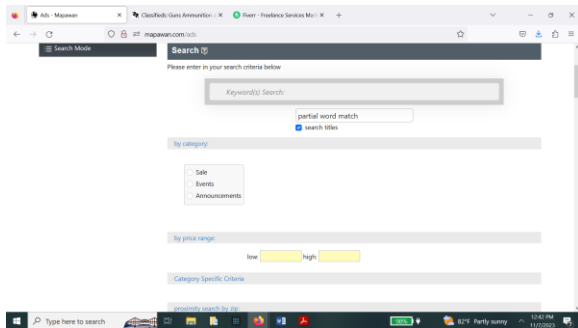 Ads - Mapawan
Classifieds: Guns Ammunition
Fiverr - Freelance Services Mark
mapawan.com/ads
Search Mode
Search
Please enter in your search criteria below
Keyword(s) Search:
partial word match
search titles
by category:
Sale
Events
Announcements
by price range:
low: high:
Category Specific Criteria
proximity search by zip:
Type here to search
82°F Partly sunny
12:42 PM
11/7/2023